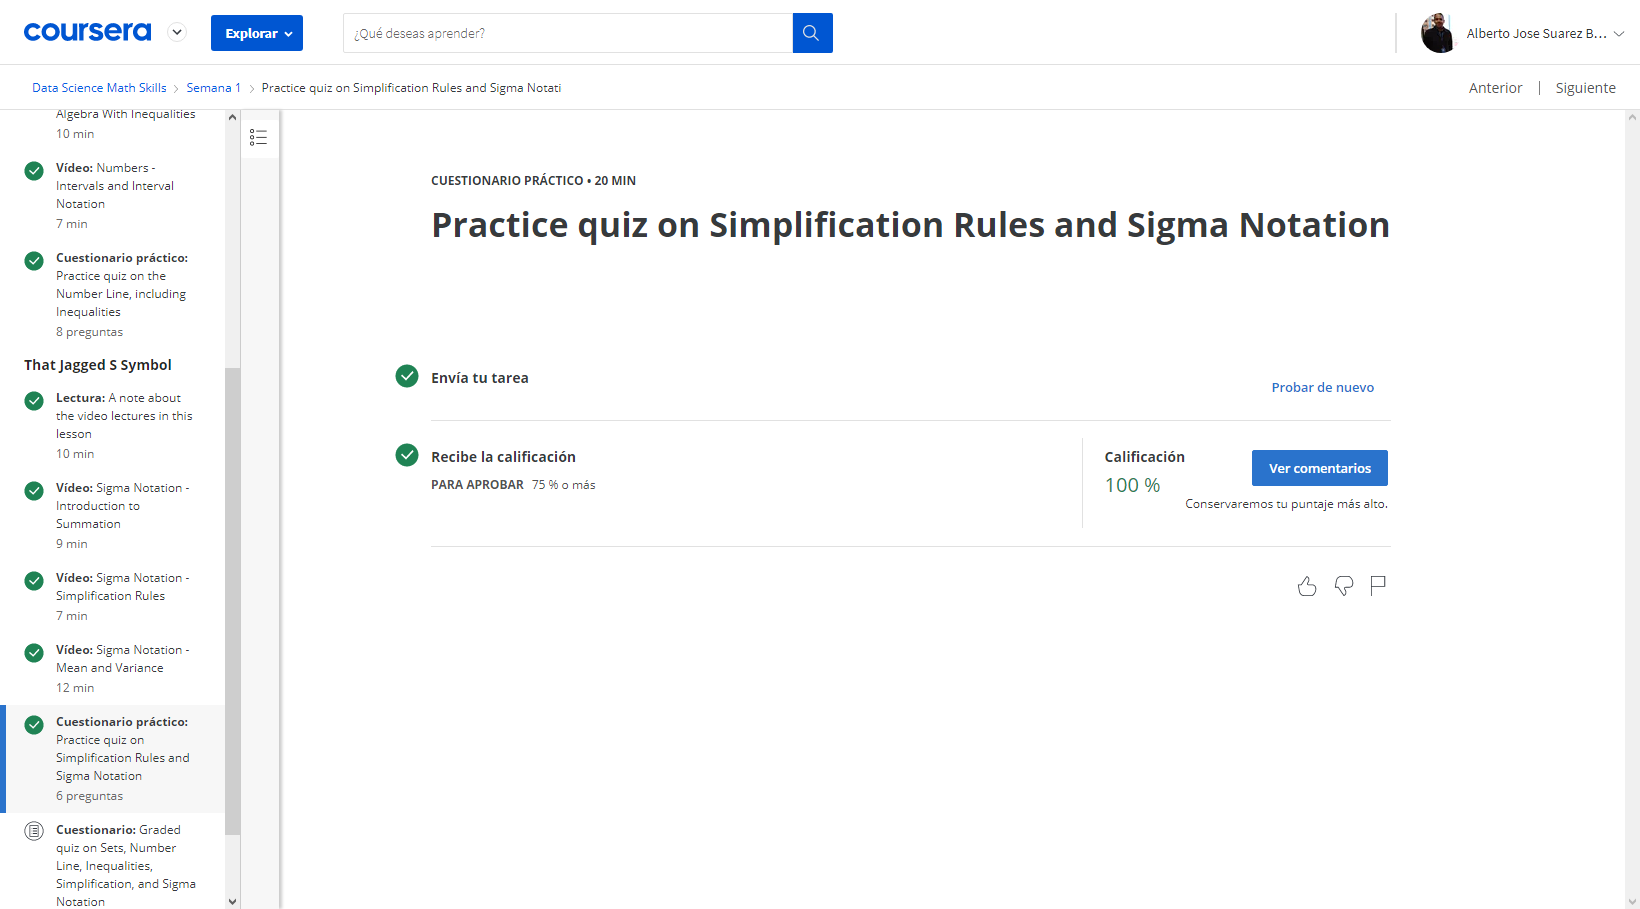 coursera
Explorar
¿Qué deseas aprender?
Alberto Jose Suarez B...
Data Science Math Skills
Semana 1
Practice quiz on Simplification Rules and Sigma Notati
Anterior
Siguiente
Algebra With Inequalities
10 min
Vídeo: Numbers -
Intervals and Interval
Notation
7 min
Cuestionario práctico:
Practice quiz on the
Number Line, including
Inequalities
8 preguntas
That Jagged S Symbol
Lectura: A note about
the video lectures in this
lesson
10 min
Vídeo: Sigma Notation -
Introduction to
Summation
9 min
Vídeo: Sigma Notation -
Simplification Rules
7 min
Vídeo: Sigma Notation -
Mean and Variance
12 min
Cuestionario práctico:
Practice quiz on
Simplification Rules and
Sigma Notation
6 preguntas
Cuestionario: Graded
quiz on Sets, Number
Line, Inequalities,
Simplification, and Sigma
Notation
CUESTIONARIO PRÁCTICO • 20 MIN
Practice quiz on Simplification Rules and Sigma Notation
Envía tu tarea
Probar de nuevo
Recibe la calificación
PARA APROBAR 75 % o más
Calificación
100 %
Ver comentarios
Conservaremos tu puntaje más alto.